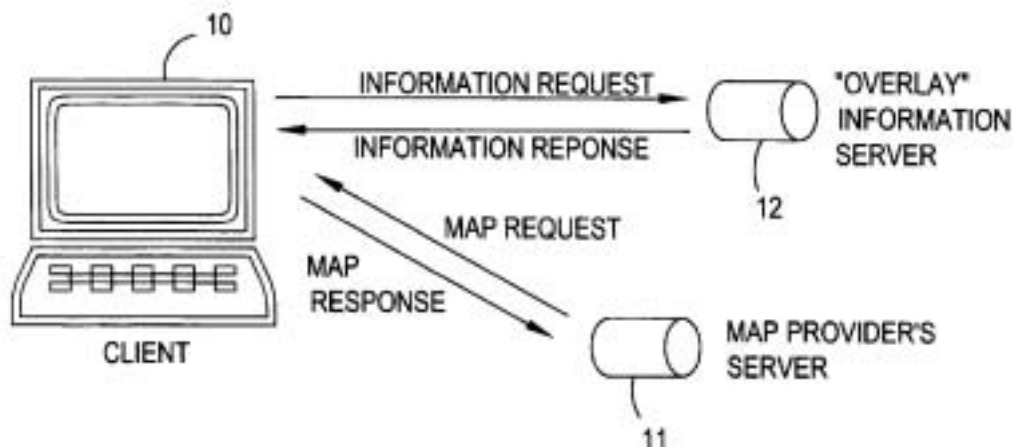 10
INFORMATION REQUEST
INFORMATION REPONSE
"OVERLAY"
INFORMATION
SERVER
12
MAP REQUEST
MAP
RESPONSE
CLIENT
MAP PROVIDER'S
SERVER
11